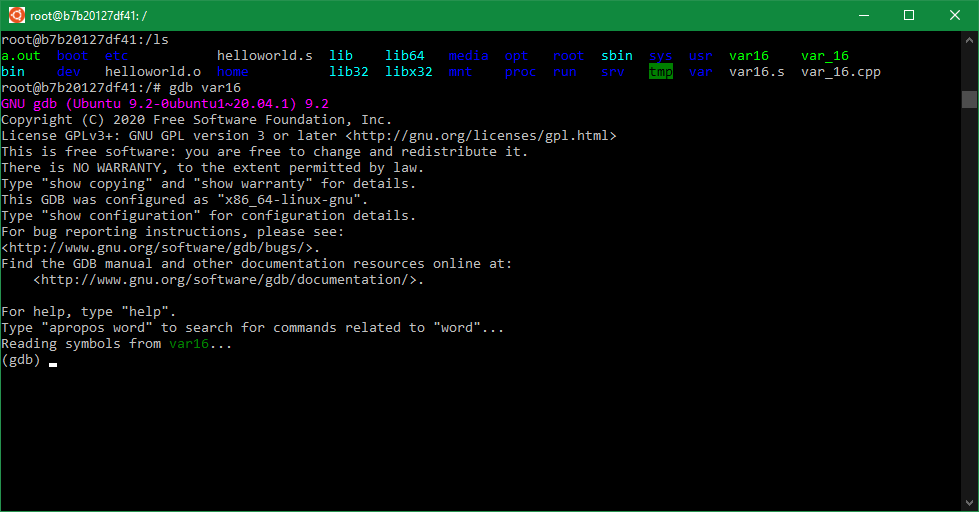 root@b7b20127df41: /
root@b7b20127df41:/ls
a.out boot etc helloworld.s lib lib64 media opt root sbin sys usr var16 var_16
bin dev helloworld.o home lib32 libx32 mnt proc run srv tmp var var16.s var_16.cpp
root@b7b20127df41:/# gdb var16
GNU gdb (Ubuntu 9.2-0ubuntu1~20.04.1) 9.2
Copyright (C) 2020 Free Software Foundation, Inc.
License GPLv3+: GNU GPL version 3 or later <http://gnu.org/licenses/gpl.html>
This is free software: you are free to change and redistribute it.
There is NO WARRANTY, to the extent permitted by law.
Type "show copying" and "show warranty" for details.
This GDB was configured as "x86_64-linux-gnu".
Type "show configuration" for configuration details.
For bug reporting instructions, please see:
<http://www.gnu.org/software/gdb/bugs/>.
Find the GDB manual and other documentation resources online at:
    <http://www.gnu.org/software/gdb/documentation/>.
For help, type "help".
Type "apropos word" to search for commands related to "word"...
Reading symbols from var16...
(gdb)